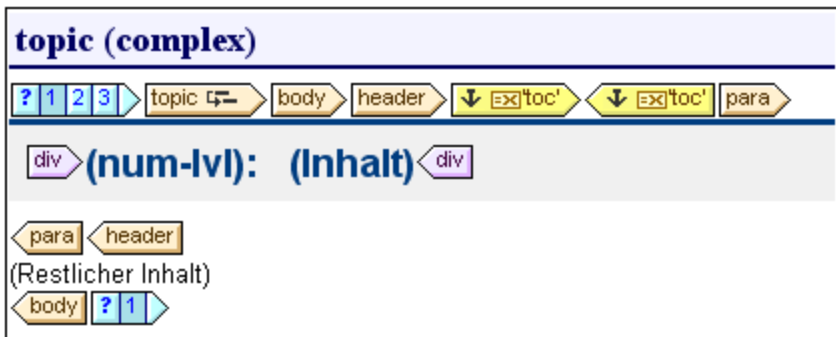 topic (complex)
? 1 2 3 topic body header =x'toc' =x'toc' para
div (num-lvl): (Inhalt) div
para header
(Restlicher Inhalt)
body ? 1